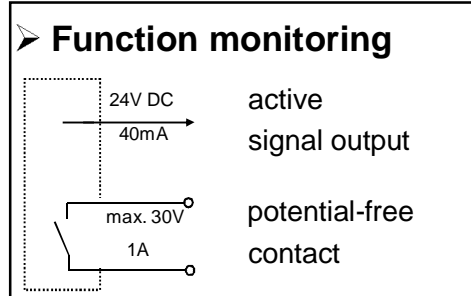 ➢ Function monitoring
24V DC
40mA
active
signal output
max. 30V
1A
potential-free
contact